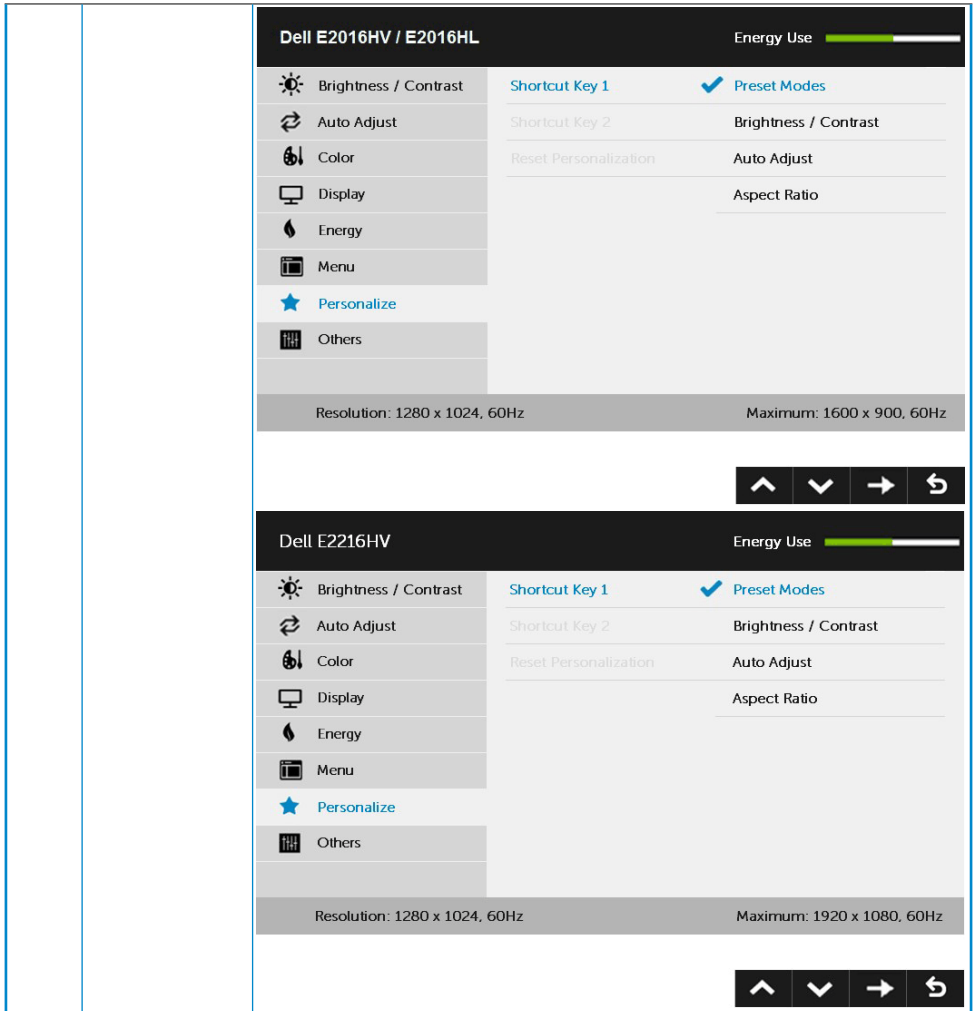 Dell E2016HV / E2016HL Energy Use
Brightness / Contrast Shortcut Key 1 Preset Modes
Auto Adjust Shortcut Key 2 Brightness / Contrast
Color Reset Personalization Auto Adjust
Display Aspect Ratio
Energy
Menu
Personalize
Others
Resolution: 1280 x 1024, 60Hz Maximum: 1600 x 900, 60Hz
Dell E2216HV Energy Use
Brightness / Contrast Shortcut Key 1 Preset Modes
Auto Adjust Shortcut Key 2 Brightness / Contrast
Color Reset Personalization Auto Adjust
Display Aspect Ratio
Energy
Menu
Personalize
Others
Resolution: 1280 x 1024, 60Hz Maximum: 1920 x 1080, 60Hz